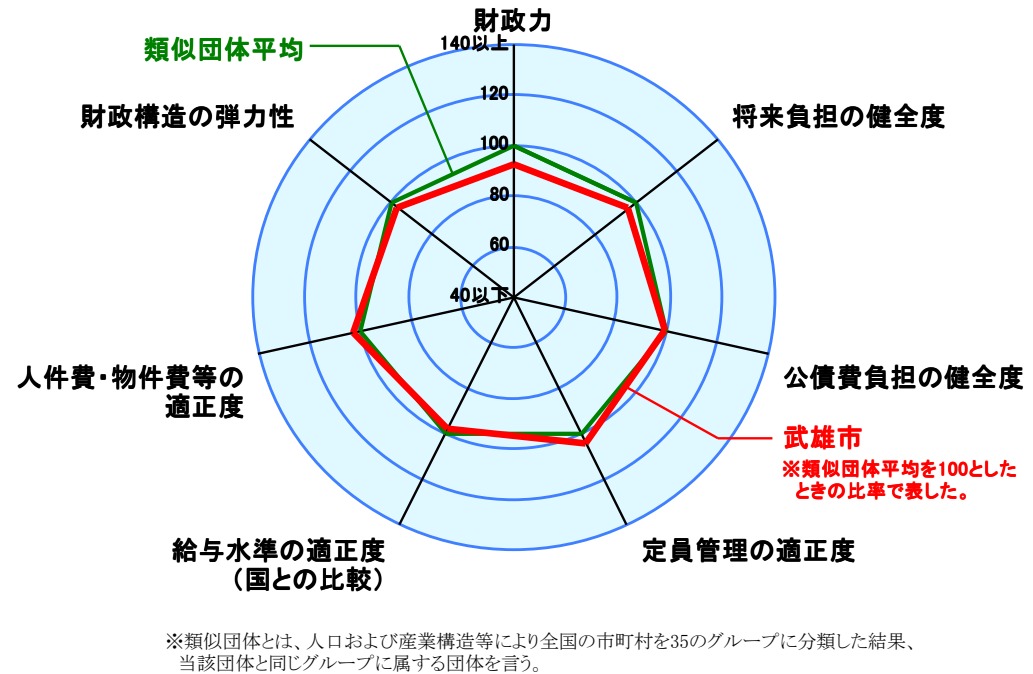 財政力
140以上
類似団体平均
120
財政構造の弾力性
将来負担の健全度
100
80
60
40以下
人件費・物件費等の
適正度
公債費負担の健全度
武雄市
※類似団体平均を100とした
ときの比率で表した。
給与水準の適正度
（国との比較）
定員管理の適正度
※類似団体とは、人口および産業構造等により全国の市町村を35のグループに分類した結果、
当該団体と同じグループに属する団体を言う。